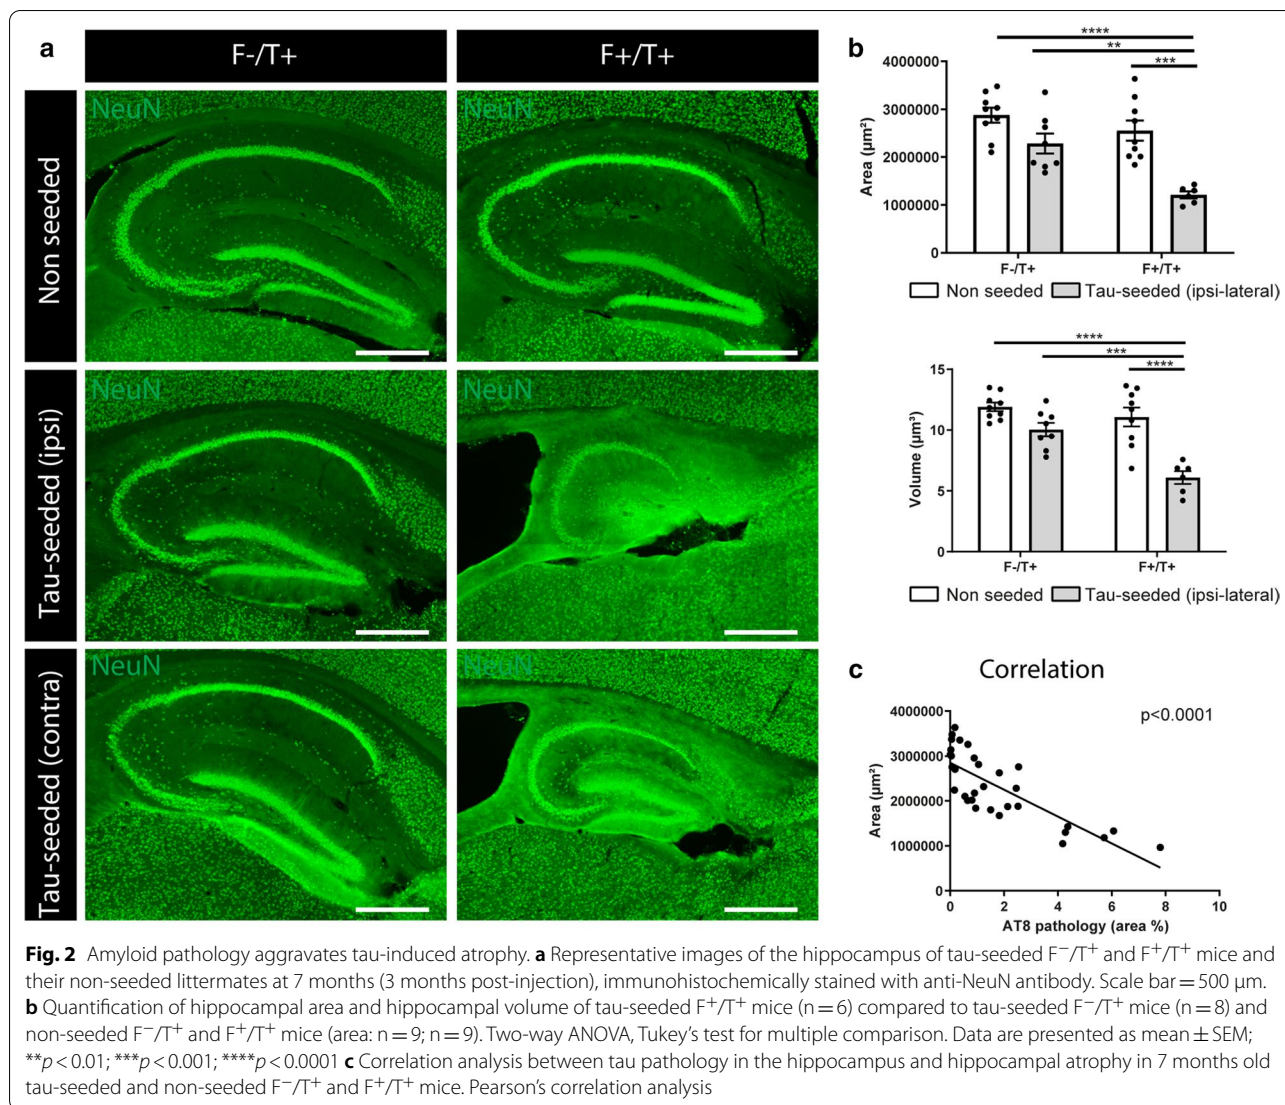 a
F-/T+
F+/T+
Non seeded
NeuN
NeuN
Tau-seeded (ipsi)
NeuN
NeuN
Tau-seeded (contra)
NeuN
NeuN
b
****
**
***
Area (µm²)
4000000
3000000
2000000
1000000
0
F-/T+
F+/T+
Non seeded
Tau-seeded (ipsi-lateral)
****
***
****
Volume (µm³)
15
10
5
0
F-/T+
F+/T+
Non seeded
Tau-seeded (ipsi-lateral)
c
Correlation
p<0.0001
Area (µm²)
4000000
3000000
2000000
1000000
0
0 2 4 6 8 10
AT8 pathology (area %)
Fig. 2 Amyloid pathology aggravates tau-induced atrophy. a Representative images of the hippocampus of tau-seeded F⁻/T⁺ and F⁺/T⁺ mice and
their non-seeded littermates at 7 months (3 months post-injection), immunohistochemically stained with anti-NeuN antibody. Scale bar = 500 µm.
b Quantification of hippocampal area and hippocampal volume of tau-seeded F⁺/T⁺ mice (n = 6) compared to tau-seeded F⁻/T⁺ mice (n = 8) and
non-seeded F⁻/T⁺ and F⁺/T⁺ mice (area: n = 9; n = 9). Two-way ANOVA, Tukey's test for multiple comparison. Data are presented as mean ± SEM;
**p < 0.01; ***p < 0.001; ****p < 0.0001 c Correlation analysis between tau pathology in the hippocampus and hippocampal atrophy in 7 months old
tau-seeded and non-seeded F⁻/T⁺ and F⁺/T⁺ mice. Pearson's correlation analysis